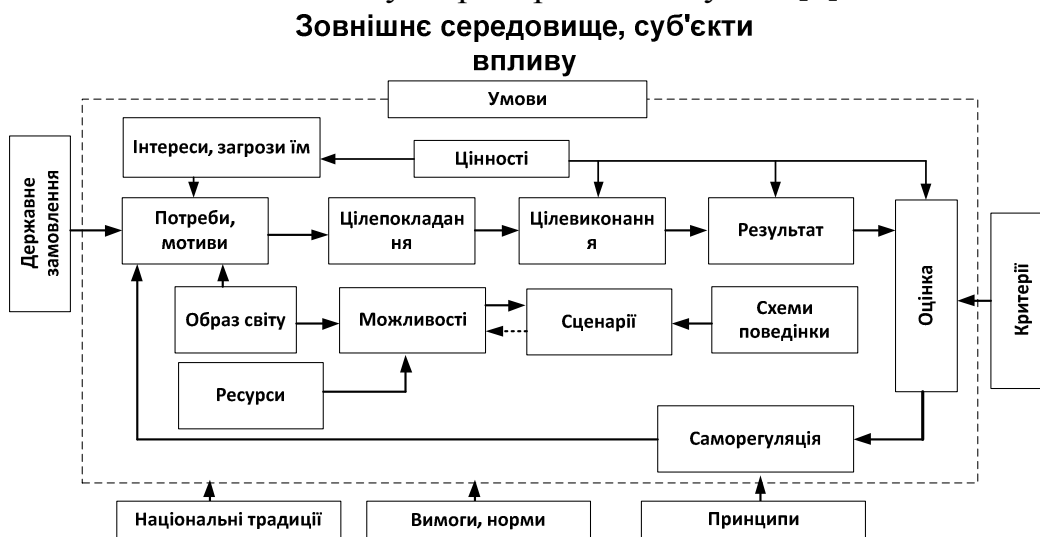 Зовнішнє середовище, суб'єкти
впливу
Умови
Інтереси, загрози їм
Цінності
Державне
замовлення
Потреби,
мотиви
Цілепокладан
ня
Цілевиконанн
я
Результат
Оцінка
Критерії
Образ світу
Можливості
Сценарії
Схеми
поведінки
Ресурси
Саморегуляція
Національні традиції
Вимоги, норми
Принципи